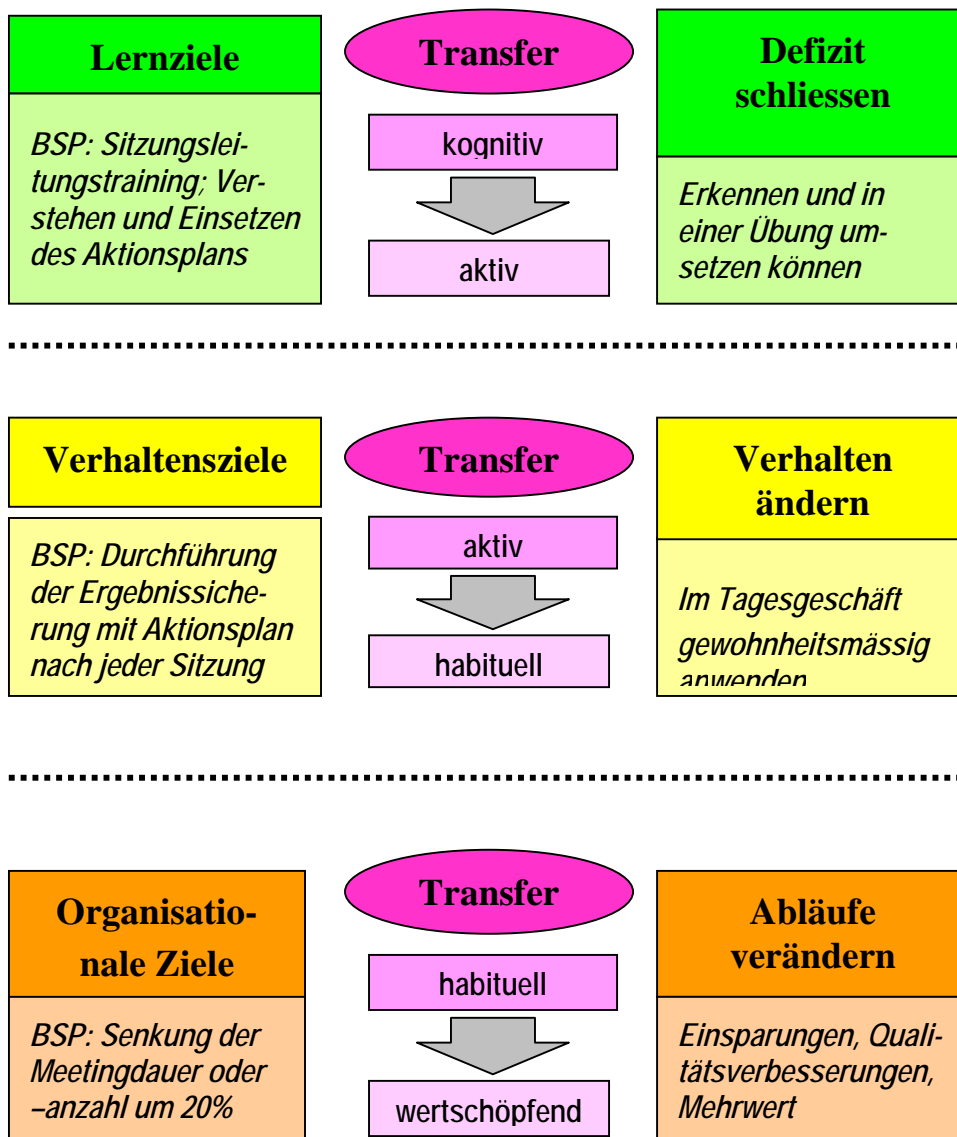 Lernziele
BSP: Sitzungslei-
tungstraining; Ver-
stehen und Einsetzen
des Aktionsplans
Transfer
kognitiv
aktiv
Defizit
schliessen
Erkennen und in
einer Übung um-
setzen können
Verhaltensziele
BSP: Durchführung
der Ergebnissiche-
rung mit Aktionsplan
nach jeder Sitzung
Transfer
aktiv
habituell
Verhalten
ändern
Im Tagesgeschäft
gewohnheitsmässig
anwenden
Organisatio-
nale Ziele
BSP: Senkung der
Meetingdauer oder
–anzahl um 20%
Transfer
habituell
wertschöpfend
Abläufe
verändern
Einsparungen, Quali-
tätsverbesserungen,
Mehrwert